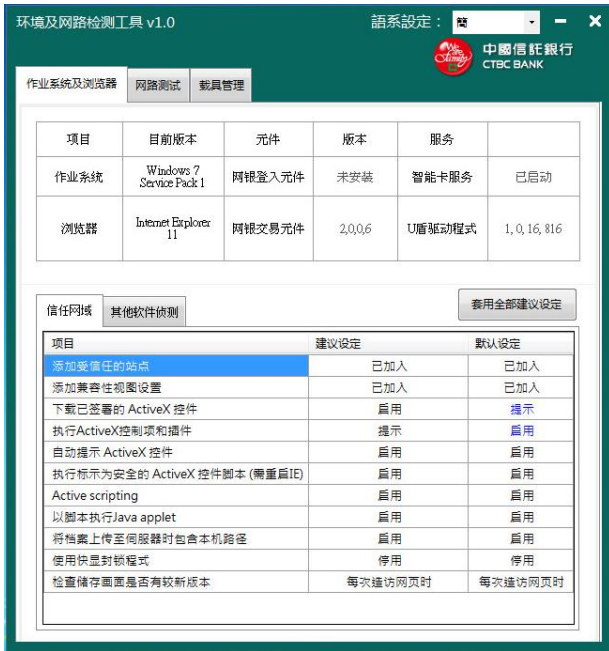 环境及网路检测工具 v1.0 語系設定： 簡
中國信託銀行
CTBC BANK
作业系统及浏览器 网路测试 载具管理
项目 目前版本 元件 版本 服务
作业系统 Windows 7 Service Pack 1 网银登入元件 未安装 智能卡服务 已启动
浏览器 Internet Explorer 11 网银交易元件 2,0,0,6 U盾驱动程式 1, 0, 16, 816
信任网域 其他软件侦测 套用全部建议设定
项目 建议设定 默认设定
添加受信任的站点 已加入 已加入
添加兼容性视图设置 已加入 已加入
下载已签署的 ActiveX 控件 启用 提示
执行ActiveX控制项和插件 提示 启用
自动提示 ActiveX 控件 启用 启用
执行标示为安全的 ActiveX 控件脚本 (需重启IE) 启用 启用
Active scripting 启用 启用
以脚本执行Java applet 启用 启用
将档案上传至伺服器时包含本机路径 启用 启用
使用快显封锁程式 停用 停用
检查储存画面是否有较新版本 每次造访网页时 每次造访网页时